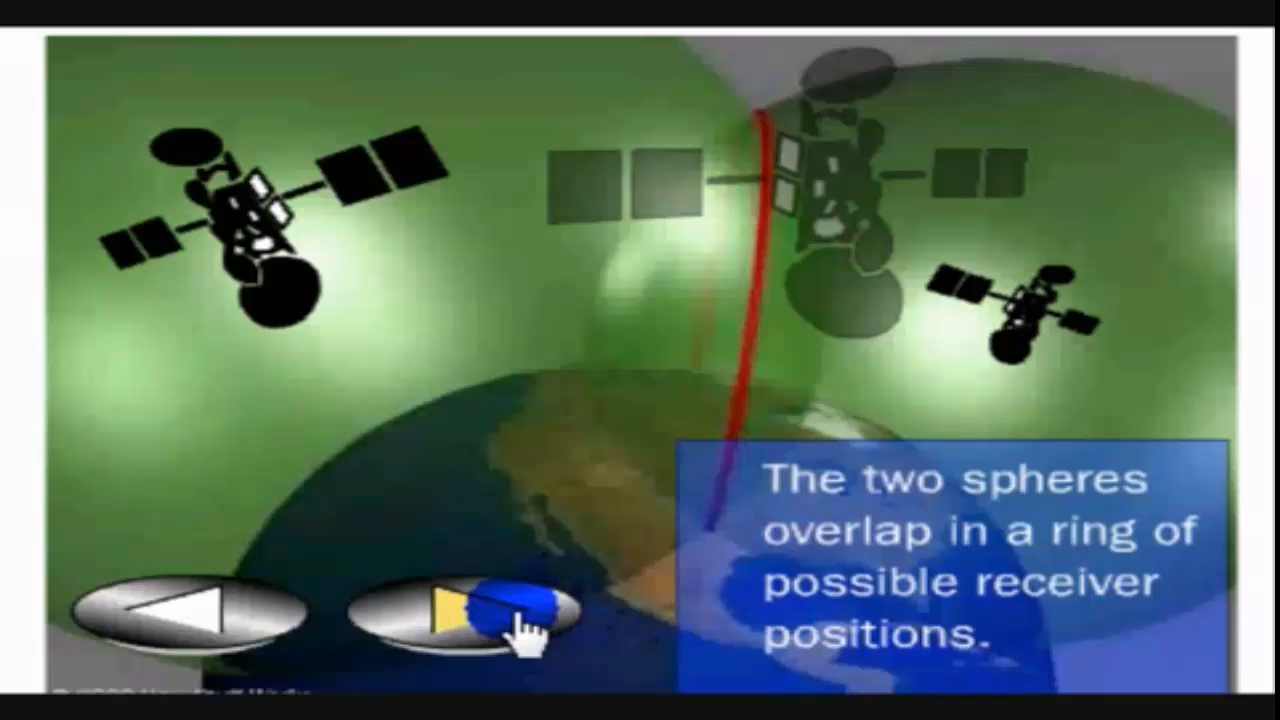 The two spheres
overlap in a ring of
possible receiver
positions.